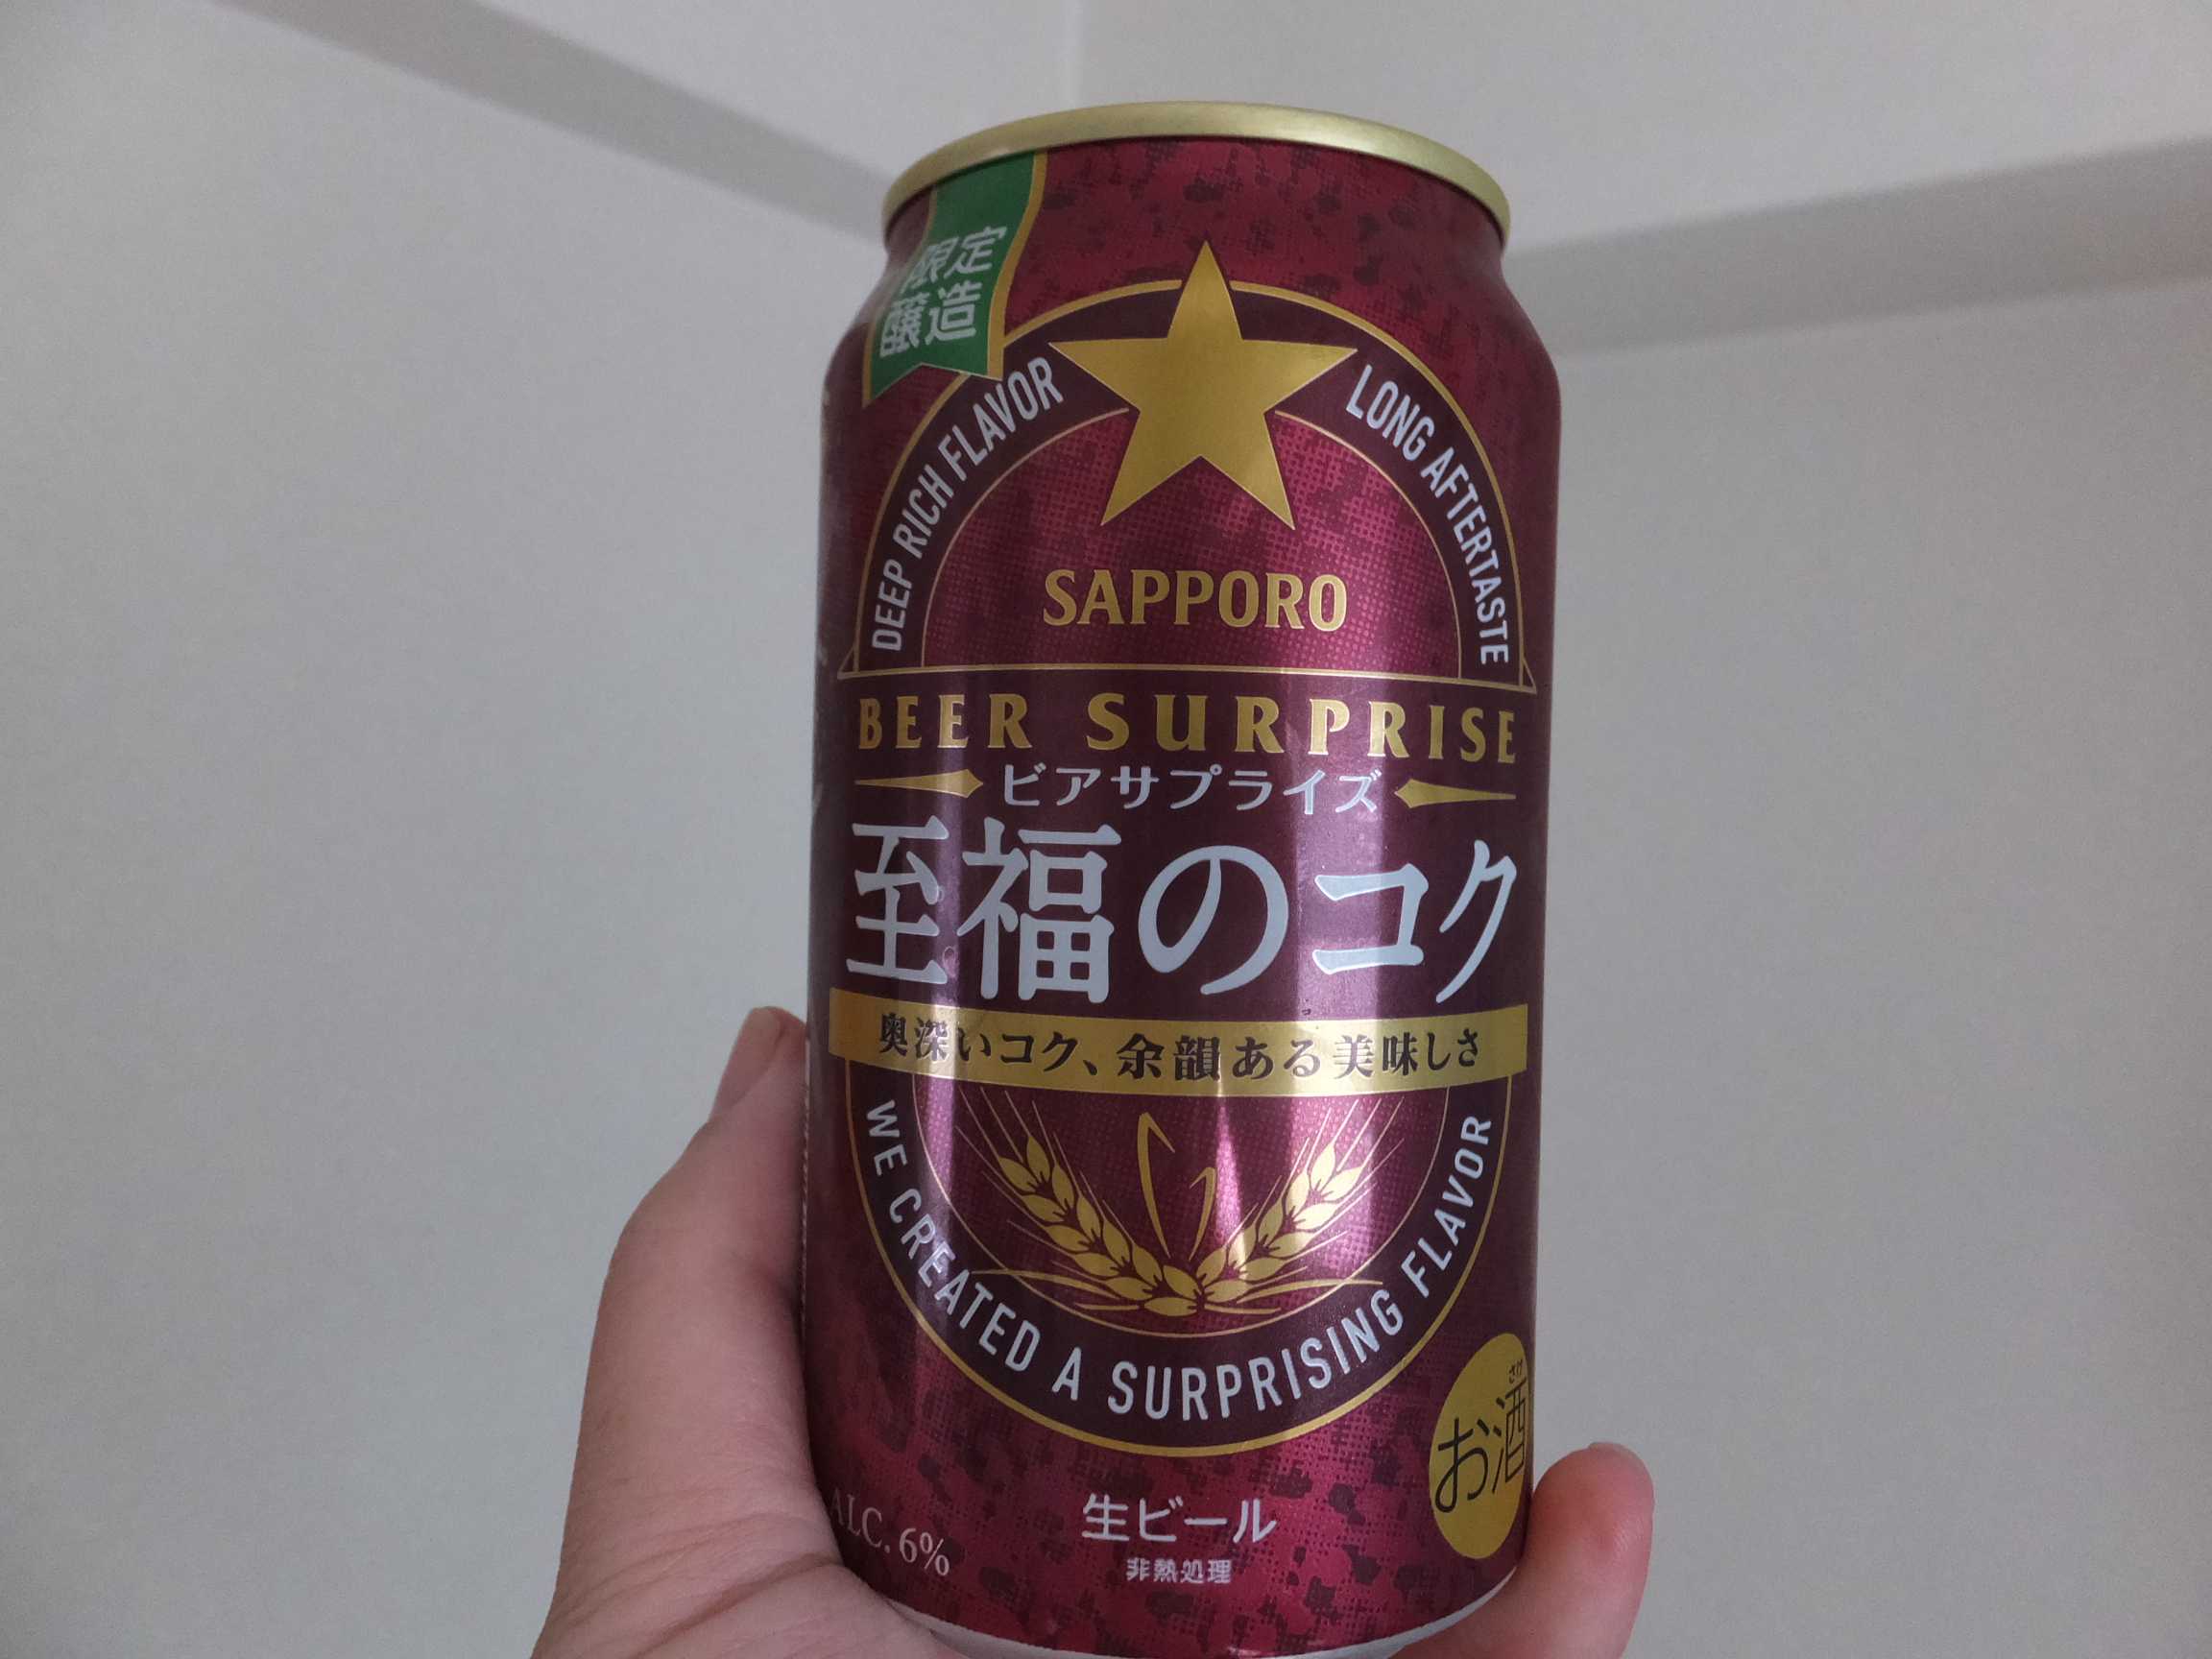 限定
醸造
DEEP RICH FLAVOR
LONG AFTERTASTE
SAPPORO
BEER SURPRISE
ビアサプライズ
至福のコク
奥深いコク、余韻ある美味しさ
WE CREATED A SURPRISING FLAVOR
さけ
お酒
ALC. 6%
生ビール
非熱処理